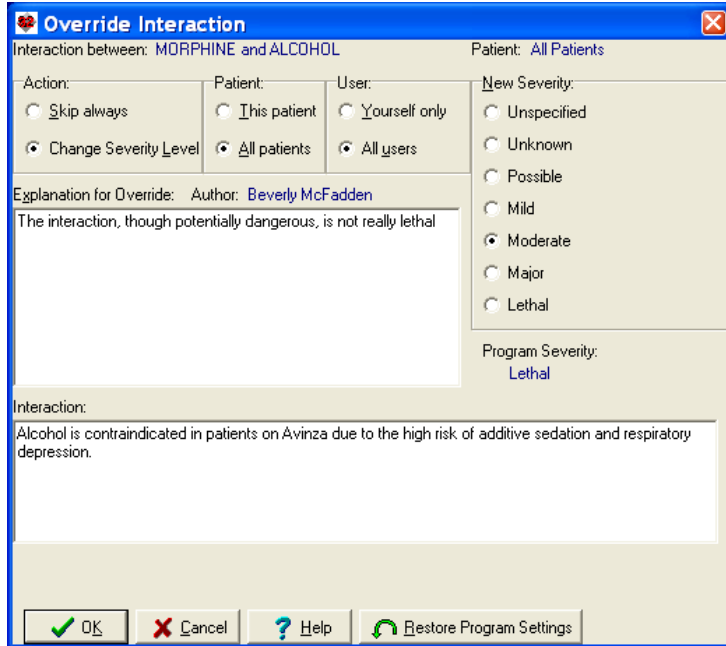 Override Interaction
Interaction between: MORPHINE and ALCOHOL
Patient: All Patients
Action:
Skip always
Change Severity Level
Patient:
This patient
All patients
User:
Yourself only
All users
New Severity:
Unspecified
Unknown
Possible
Mild
Moderate
Major
Lethal
Explanation for Override: Author: Beverly McFadden
The interaction, though potentially dangerous, is not really lethal
Program Severity:
Lethal
Interaction:
Alcohol is contraindicated in patients on Avinza due to the high risk of additive sedation and respiratory
depression.
OK
Cancel
Help
Restore Program Settings